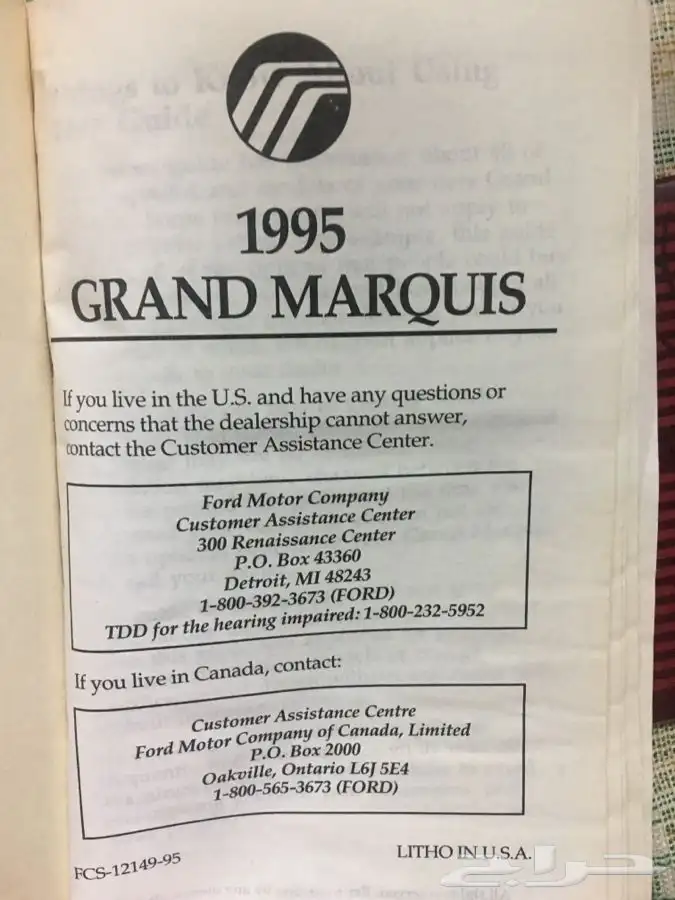 1995
GRAND MARQUIS
If you live in the U.S. and have any questions or
concerns that the dealership cannot answer,
contact the Customer Assistance Center.
Ford Motor Company
Customer Assistance Center
300 Renaissance Center
P.O. Box 43360
Detroit, MI 48243
1-800-392-3673 (FORD)
TDD for the hearing impaired: 1-800-232-5952
If you live in Canada, contact:
Customer Assistance Centre
Ford Motor Company of Canada, Limited
P.O. Box 2000
Oakville, Ontario L6J 5E4
1-800-565-3673 (FORD)
FCS-12149-95
LITHO IN U.S.A.
حراج